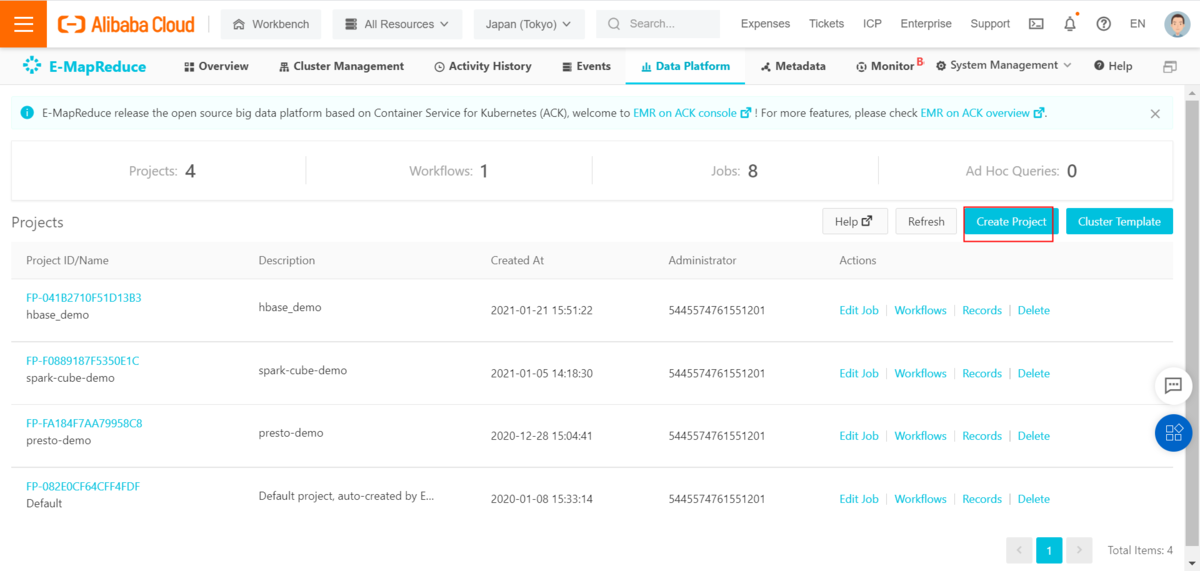 Alibaba Cloud Workbench All Resources Japan (Tokyo) Search... Expenses Tickets ICP Enterprise Support EN
E-MapReduce Overview Cluster Management Activity History Events Data Platform Metadata Monitor B System Management Help
E-MapReduce release the open source big data platform based on Container Service for Kubernetes (ACK), welcome to EMR on ACK console ! For more features, please check EMR on ACK overview .
Projects: 4 Workflows: 1 Jobs: 8 Ad Hoc Queries: 0
Projects Help Refresh Create Project Cluster Template
Project ID/Name Description Created At Administrator Actions
FP-041B2710F51D13B3
hbase_demo hbase_demo 2021-01-21 15:51:22 5445574761551201 Edit Job Workflows Records Delete
FP-F0889187F5350E1C
spark-cube-demo spark-cube-demo 2021-01-05 14:18:30 5445574761551201 Edit Job Workflows Records Delete
FP-FA184F7AA79958C8
presto-demo presto-demo 2020-12-28 15:04:41 5445574761551201 Edit Job Workflows Records Delete
FP-082E0CF64CFF4FDF
Default Default project, auto-created by E... 2020-01-08 15:33:14 5445574761551201 Edit Job Workflows Records Delete
< 1 > Total Items: 4